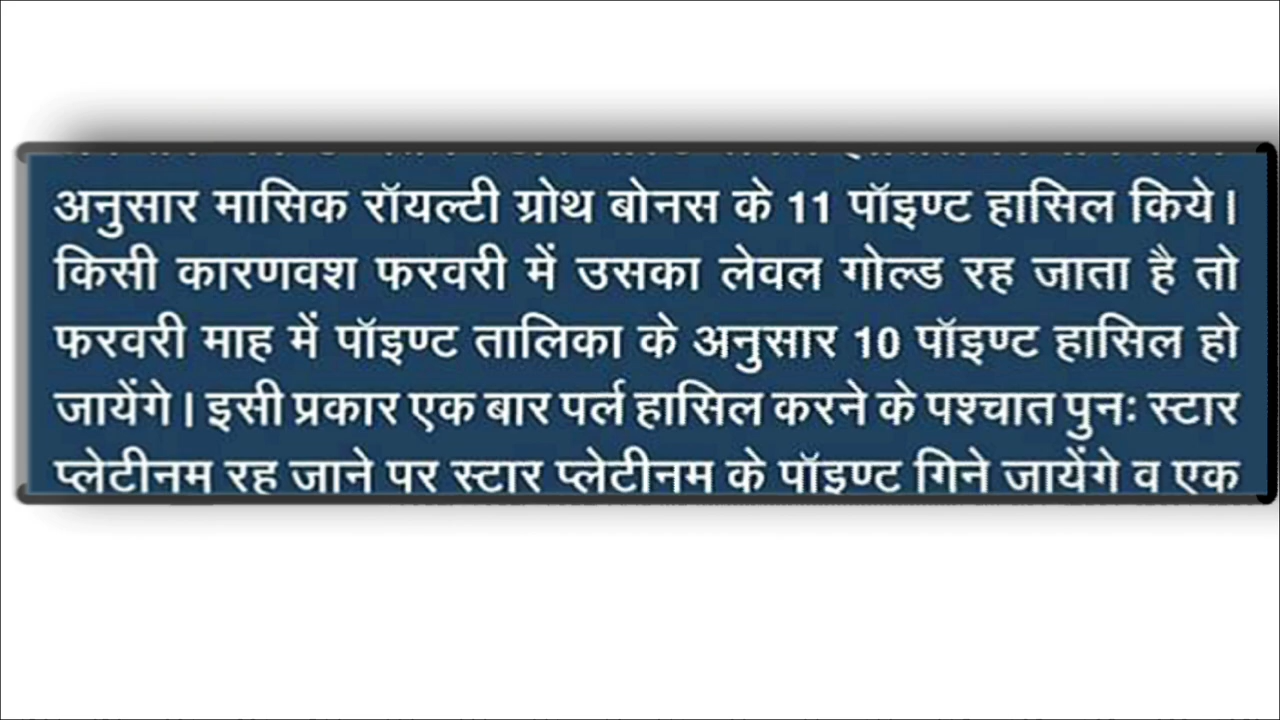 अनुसार मासिक रॉयल्टी ग्रोथ बोनस के 11 पॉइण्ट हासिल किये।
किसी कारणवश फरवरी में उसका लेवल गोल्ड रह जाता है तो
फरवरी माह में पॉइण्ट तालिका के अनुसार 10 पॉइण्ट हासिल हो
जायेंगे। इसी प्रकार एक बार पर्ल हासिल करने के पश्चात पुनः स्टार
प्लेटीनम रह जाने पर स्टार प्लेटीनम के पॉइण्ट गिने जायेंगे व एक